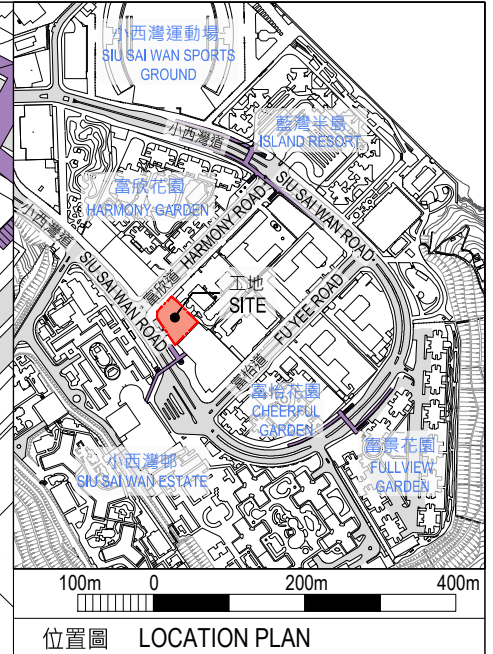 小西灣運動場
SIU SAI WAN SPORTS
GROUND
小西灣道
藍灣半島
ISLAND RESORT
富欣花園
HARMONY GARDEN
富欣道 HARMONY ROAD
SIU SAI WAN ROAD
小西灣道 SIU SAI WAN ROAD
工地
SITE
富怡道 FU YEE ROAD
富怡花園
CHEERFUL
GARDEN
富景花園
FULLVIEW
GARDEN
小西灣邨
SIU SAI WAN ESTATE
100m 0 200m 400m
位置圖 LOCATION PLAN